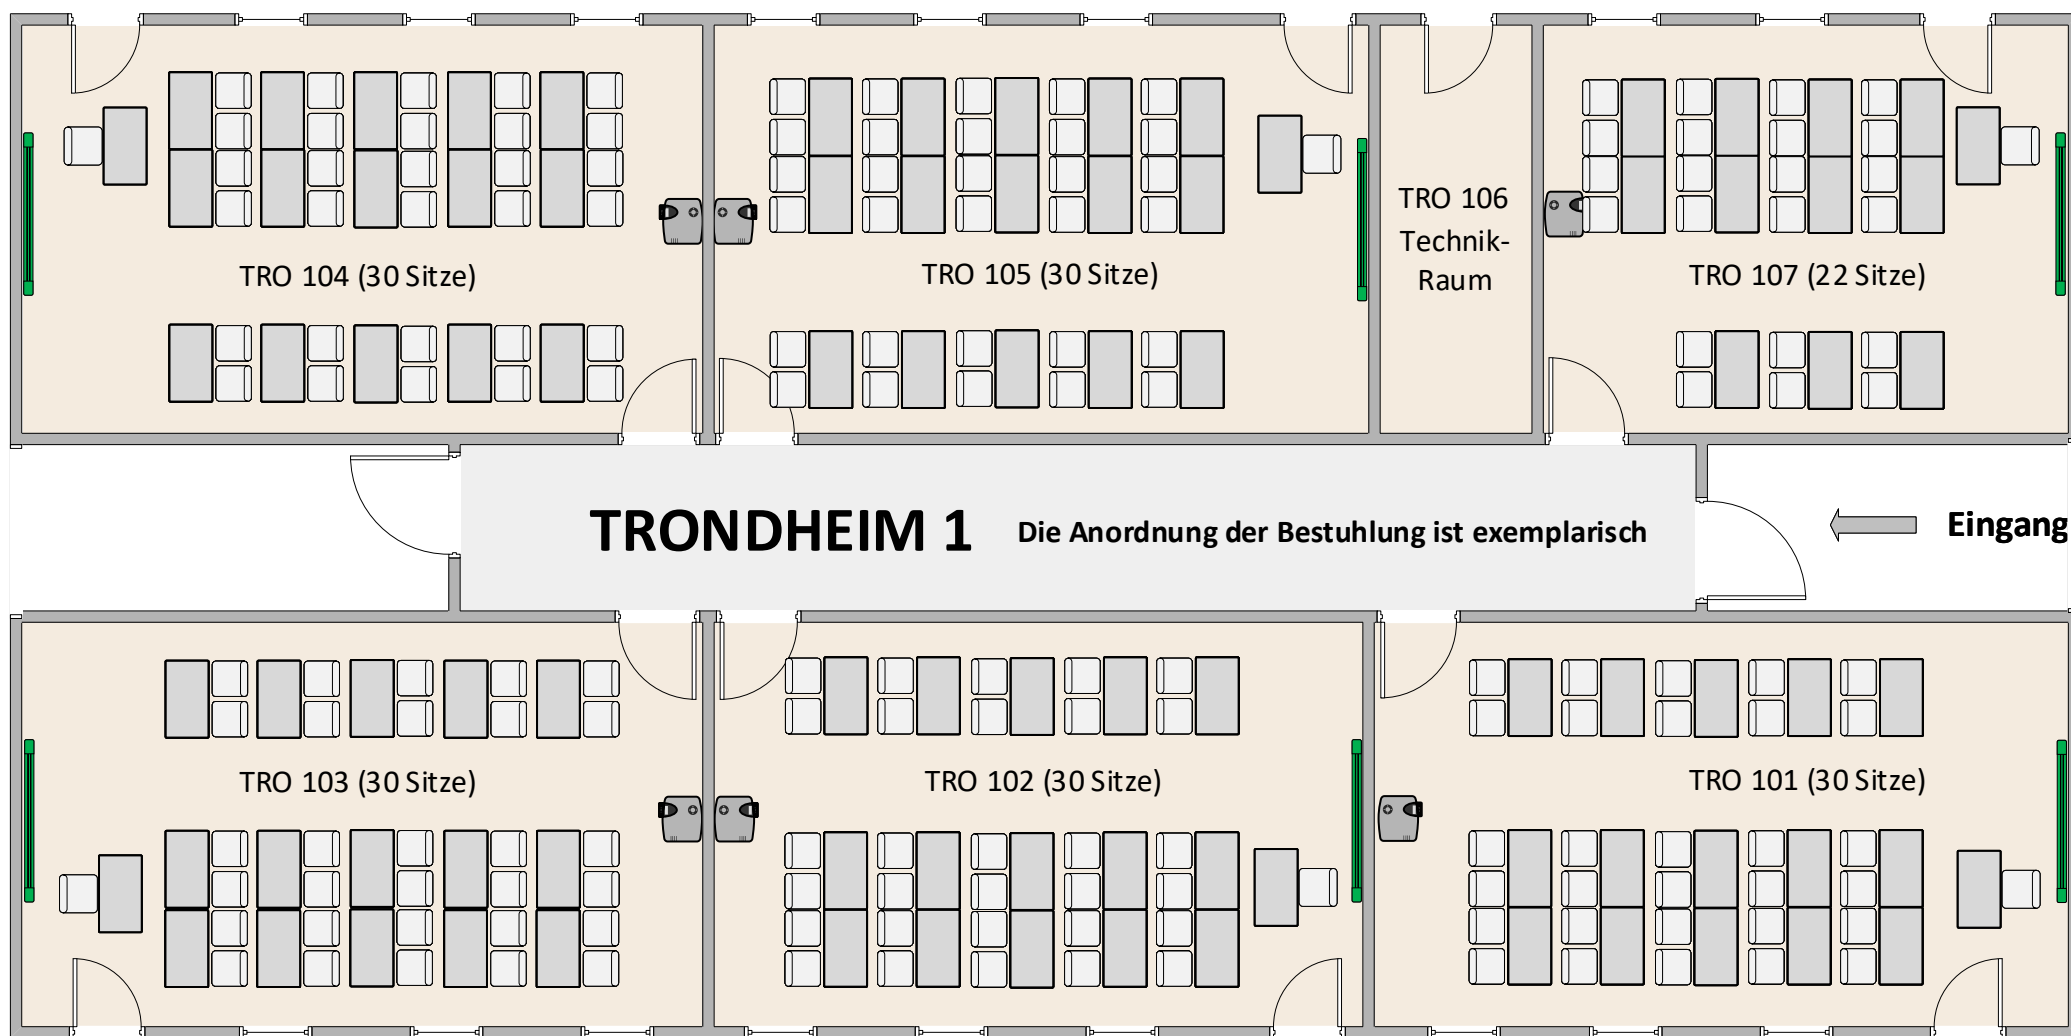 TRO 104 (30 Sitze)
TRO 105 (30 Sitze)
TRO 106
Technik-
Raum
TRO 107 (22 Sitze)
TRONDHEIM 1
Die Anordnung der Bestuhlung ist exemplarisch
Eingang
TRO 103 (30 Sitze)
TRO 102 (30 Sitze)
TRO 101 (30 Sitze)